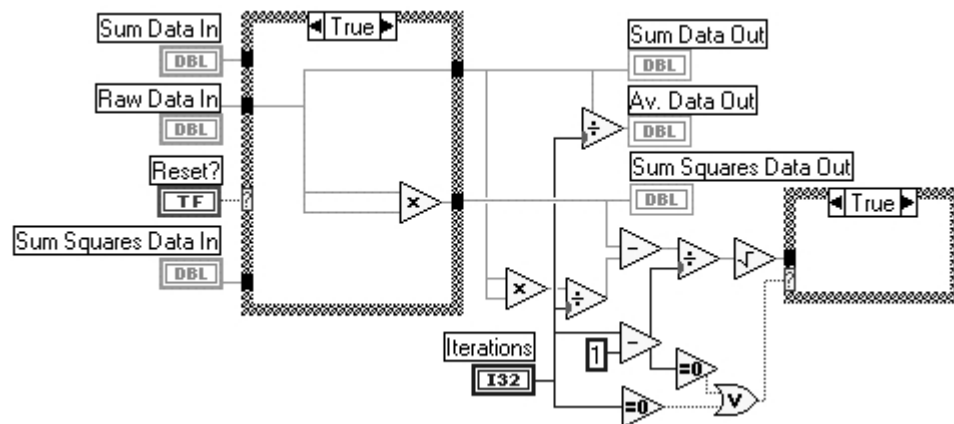 Sum Data In
DBL
True
Sum Data Out
DBL
Raw Data In
DBL
÷
Av. Data Out
DBL
Reset?
TF
?
×
Sum Squares Data Out
DBL
True
Sum Squares Data In
DBL
×
÷
−
÷
√
?
Iterations
I32
1
−
=0
=0
V